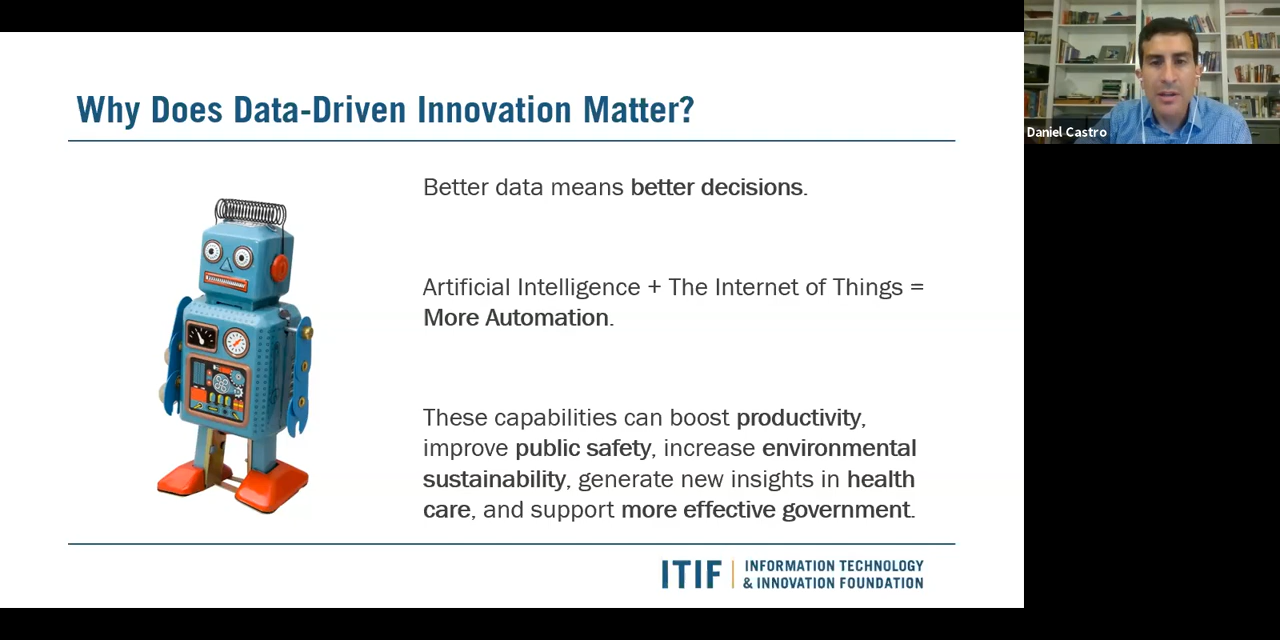 Why Does Data-Driven Innovation Matter?
Better data means better decisions.
Artificial Intelligence + The Internet of Things =
More Automation.
These capabilities can boost productivity,
improve public safety, increase environmental
sustainability, generate new insights in health
care, and support more effective government.
ITIF
INFORMATION TECHNOLOGY
& INNOVATION FOUNDATION
Daniel Castro